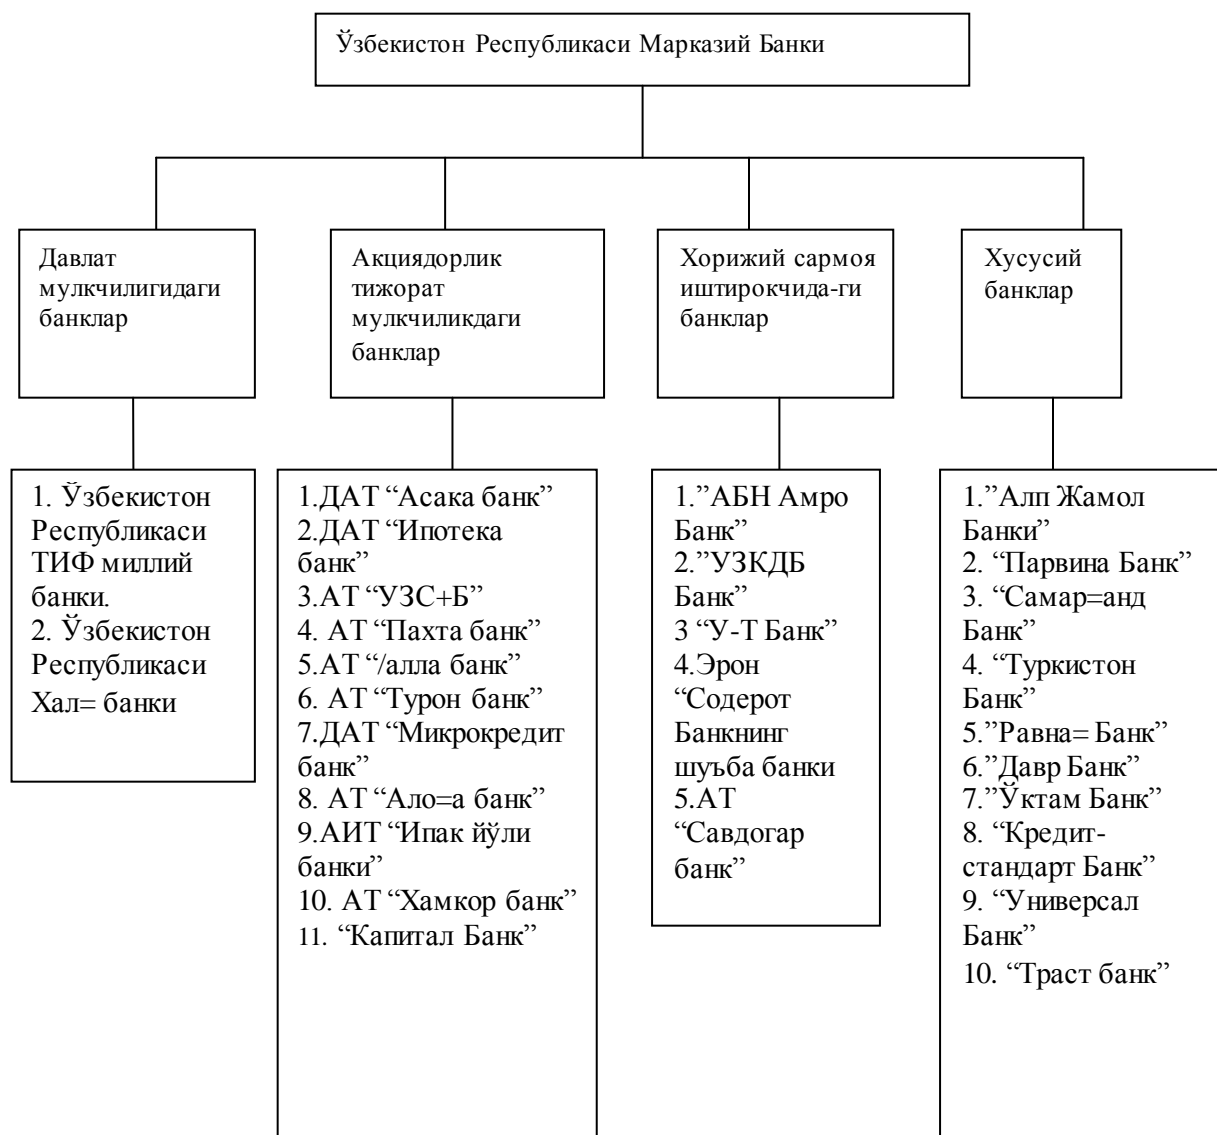 Ўзбекистон Республикаси Марказий Банки
Давлат
мулкчилигидаги
банклар
Акциядорлик
тижорат
мулкчиликдаги
банклар
Хорижий сармоя
иштирокчида-ги
банклар
Хусусий
банклар
1. Ўзбекистон
Республикаси
ТИФ миллий
банки.
2. Ўзбекистон
Республикаси
Хал= банки
1.ДАТ “Асака банк”
2.ДАТ “Ипотека
банк”
3.АТ “УЗС+Б”
4. АТ “Пахта банк”
5.АТ “/алла банк”
6. АТ “Турон банк”
7.ДАТ “Микрокредит
банк”
8. АТ “Ало=а банк”
9.АИТ “Ипак йўли
банки”
10. АТ “Хамкор банк”
11. “Капитал Банк”
1.”АБН Амро
Банк”
2.”УЗКДБ
Банк”
3 “У-Т Банк”
4.Эрон
“Содерот
Банкнинг
шуъба банки
5.АТ
“Савдогар
банк”
1.”Алп Жамол
Банки”
2. “Парвина Банк”
3. “Самар=анд
Банк”
4. “Туркистон
Банк”
5.”Равна= Банк”
6.”Давр Банк”
7.”Ўктам Банк”
8. “Кредит-
стандарт Банк”
9. “Универсал
Банк”
10. “Траст банк”